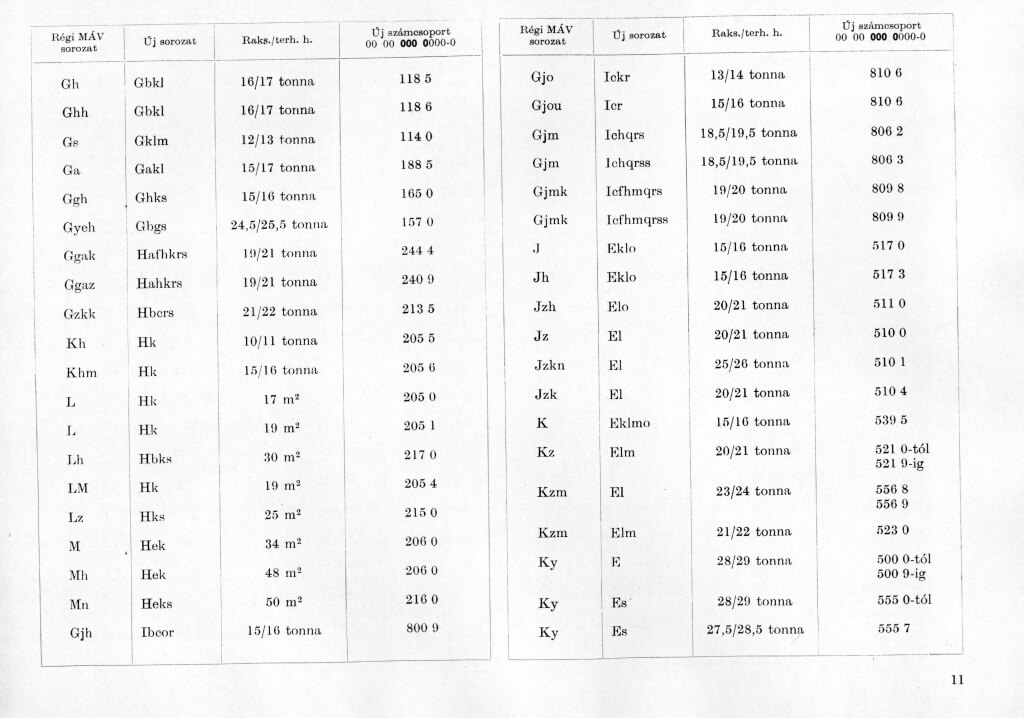 Régi MÁV sorozat Új sorozat Raks./terh. h. Új számcsoport 00 00 000 0000-0
Gh Gbkl 16/17 tonna 118 5
Ghh Gbkl 16/17 tonna 118 6
Gs Gklm 12/13 tonna 114 0
Ga Gakl 15/17 tonna 188 5
Ggh Ghks 15/16 tonna 165 0
Gyeh Gbgs 24,5/25,5 tonna 157 0
Ggak Hafhkrs 19/21 tonna 244 4
Ggaz Hahkrs 19/21 tonna 240 9
Gzkk Hbcrs 21/22 tonna 213 5
Kh Hk 10/11 tonna 205 5
Khm Hk 15/16 tonna 205 6
L Hk 17 m² 205 0
L Hk 19 m² 205 1
Lh Hbks 30 m² 217 0
LM Hk 19 m² 205 4
Lz Hks 25 m² 215 0
M Hek 34 m² 206 0
Mh Hek 48 m² 206 0
Mn Heks 50 m² 216 0
Gjh Ibcor 15/16 tonna 800 9
Régi MÁV sorozat Új sorozat Raks./terh. h. Új számcsoport 00 00 000 0000-0
Gjo Ickr 13/14 tonna 810 6
Gjou Icr 15/16 tonna 810 6
Gjm Ichqrs 18,5/19,5 tonna 806 2
Gjm Ichqrss 18,5/19,5 tonna 806 3
Gjmk Icfhmqrs 19/20 tonna 809 8
Gjmk Icfhmqrss 19/20 tonna 809 9
J Eklo 15/16 tonna 517 0
Jh Eklo 15/16 tonna 517 3
Jzh Elo 20/21 tonna 511 0
Jz El 20/21 tonna 510 0
Jzkn El 25/26 tonna 510 1
Jzk El 20/21 tonna 510 4
K Eklmo 15/16 tonna 539 5
Kz Elm 20/21 tonna 521 0-tól
521 9-ig
Kzm El 23/24 tonna 556 8
556 9
Kzm Elm 21/22 tonna 523 0
Ky E 28/29 tonna 500 0-tól
500 9-ig
Ky Es 28/29 tonna 555 0-tól
Ky Es 27,5/28,5 tonna 555 7
11